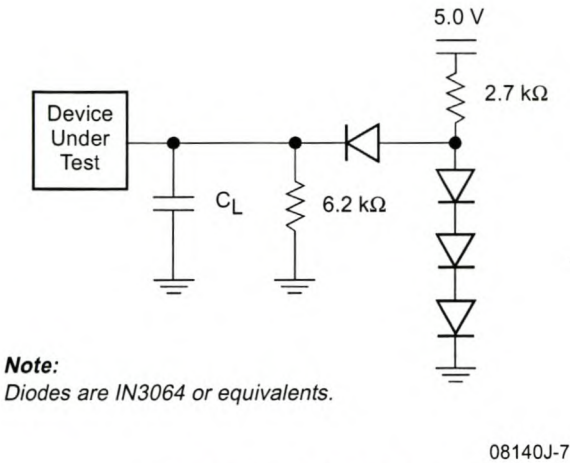 5.0 V
2.7 kΩ
Device
Under
Test
CL
6.2 kΩ
Note:
Diodes are IN3064 or equivalents.
08140J-7